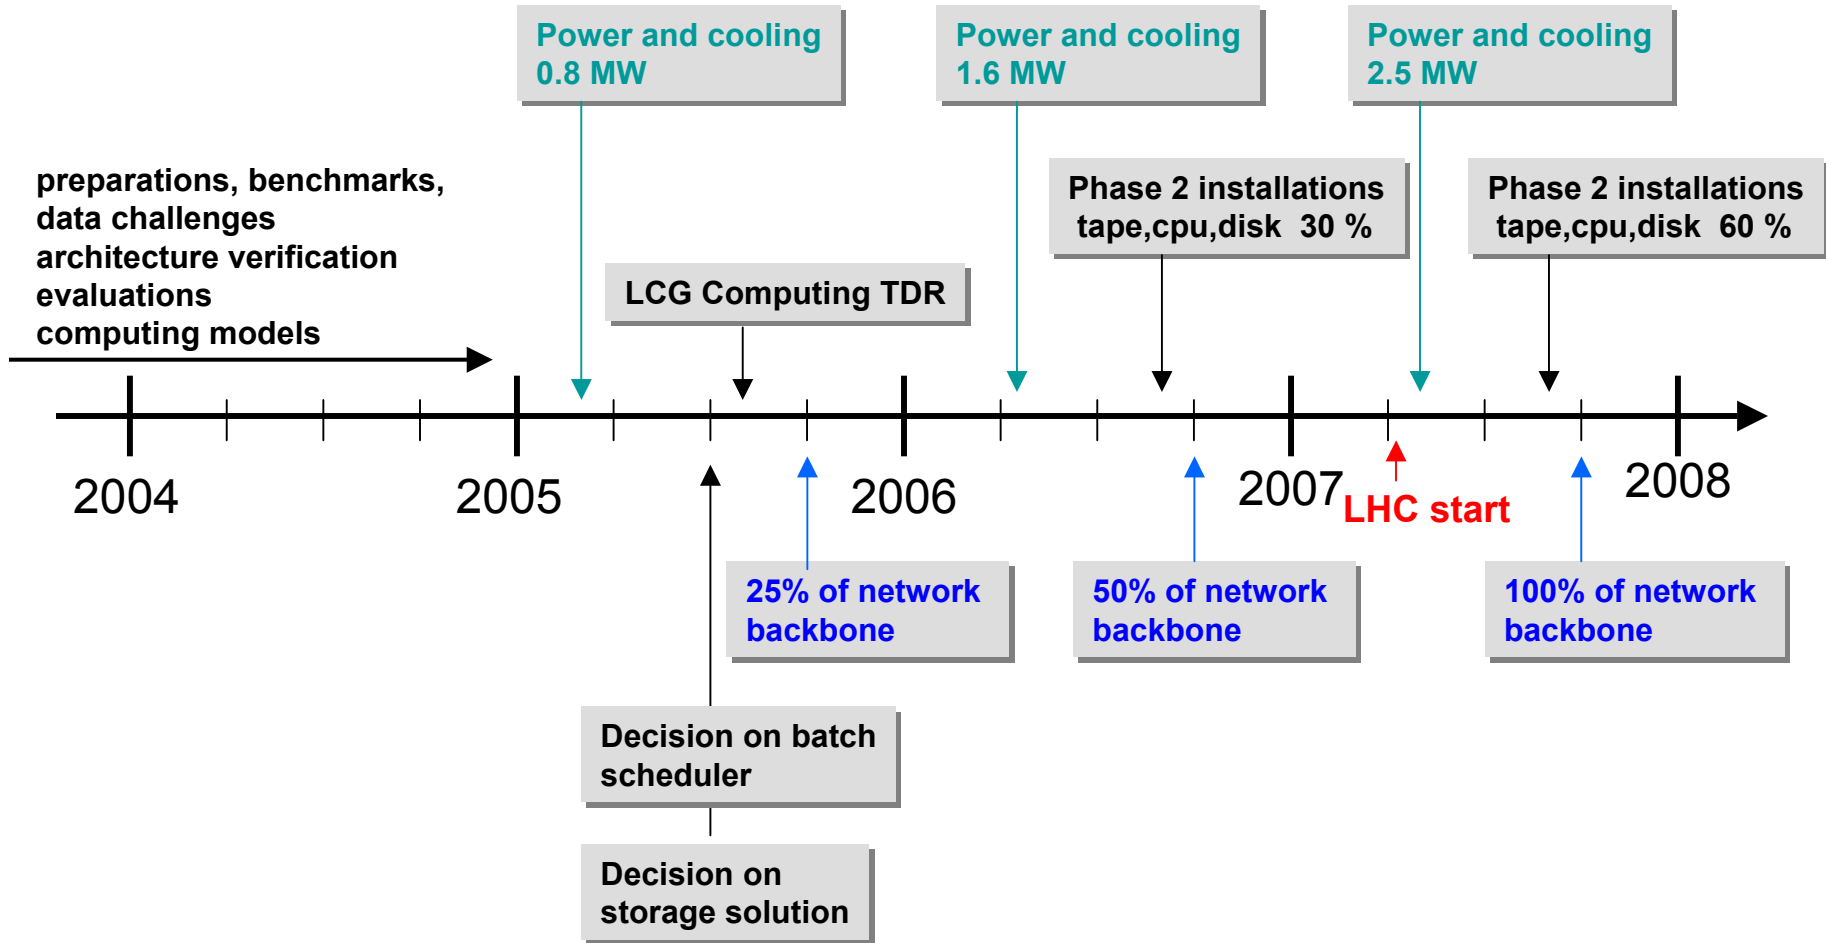 Power and cooling
0.8 MW
Power and cooling
1.6 MW
Power and cooling
2.5 MW
preparations, benchmarks,
data challenges
architecture verification
evaluations
computing models
Phase 2 installations
tape,cpu,disk 30 %
Phase 2 installations
tape,cpu,disk 60 %
LCG Computing TDR
2004
2005
2006
2007
2008
LHC start
25% of network
backbone
50% of network
backbone
100% of network
backbone
Decision on batch
scheduler
Decision on
storage solution